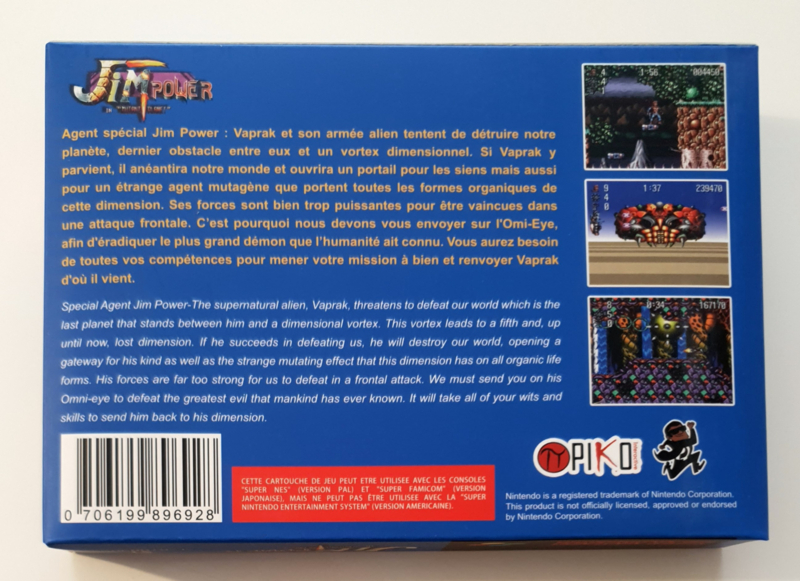 Jim POWER
Agent spécial Jim Power : Vaprak et son armée alien tentent de détruire notre
planète, dernier obstacle entre eux et un vortex dimensionnel. Si Vaprak y
parvient, il anéantira notre monde et ouvrira un portail pour les siens mais aussi
pour un étrange agent mutagène que portent toutes les formes organiques de
cette dimension. Ses forces sont bien trop puissantes pour être vaincues dans
une attaque frontale. C'est pourquoi nous devons vous envoyer sur l'Omi-Eye,
afin d'éradiquer le plus grand démon que l'humanité ait connu. Vous aurez besoin
de toutes vos compétences pour mener votre mission à bien et renvoyer Vaprak
d'où il vient.
Special Agent Jim Power-The supernatural alien, Vaprak, threatens to defeat our world which is the
last planet that stands between him and a dimensional vortex. This vortex leads to a fifth and, up
until now, lost dimension. If he succeeds in defeating us, he will destroy our world, opening a
gateway for his kind as well as the strange mutating effect that this dimension has on all organic life
forms. His forces are far too strong for us to defeat in a frontal attack. We must send you on his
Omni-eye to defeat the greatest evil that mankind has ever known. It will take all of your wits and
skills to send him back to his dimension.
4 3:56 004450
4
9 1:37 239470
4
0
8 0:34 167170
0
0 706199 896928
CETTE CARTOUCHE DE JEU PEUT ETRE UTILISEE AVEC LES CONSOLES
"SUPER NES" (VERSION PAL) ET "SUPER FAMICOM" (VERSION
JAPONAISE), MAIS NE PEUT PAS ÊTRE UTILISEE AVEC LA "SUPER
NINTENDO ENTERTAINMENT SYSTEM" (VERSION AMERICAINE).
PIKO
Nintendo is a registered trademark of Nintendo Corporation.
This product is not officially licensed, approved or endorsed
by Nintendo Corporation.